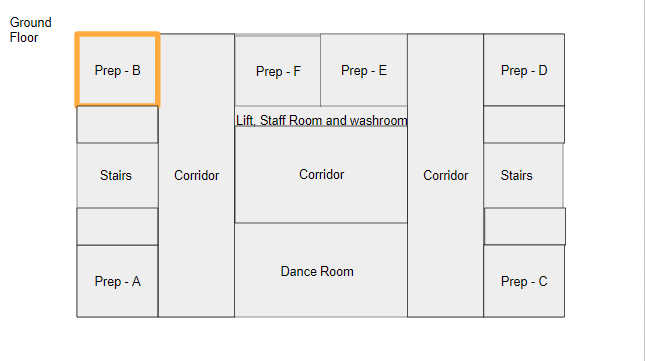 Ground
Floor
Prep - B
Prep - F
Prep - E
Prep - D
Lift, Staff Room and washroom
Stairs
Corridor
Corridor
Corridor
Stairs
Dance Room
Prep - A
Prep - C